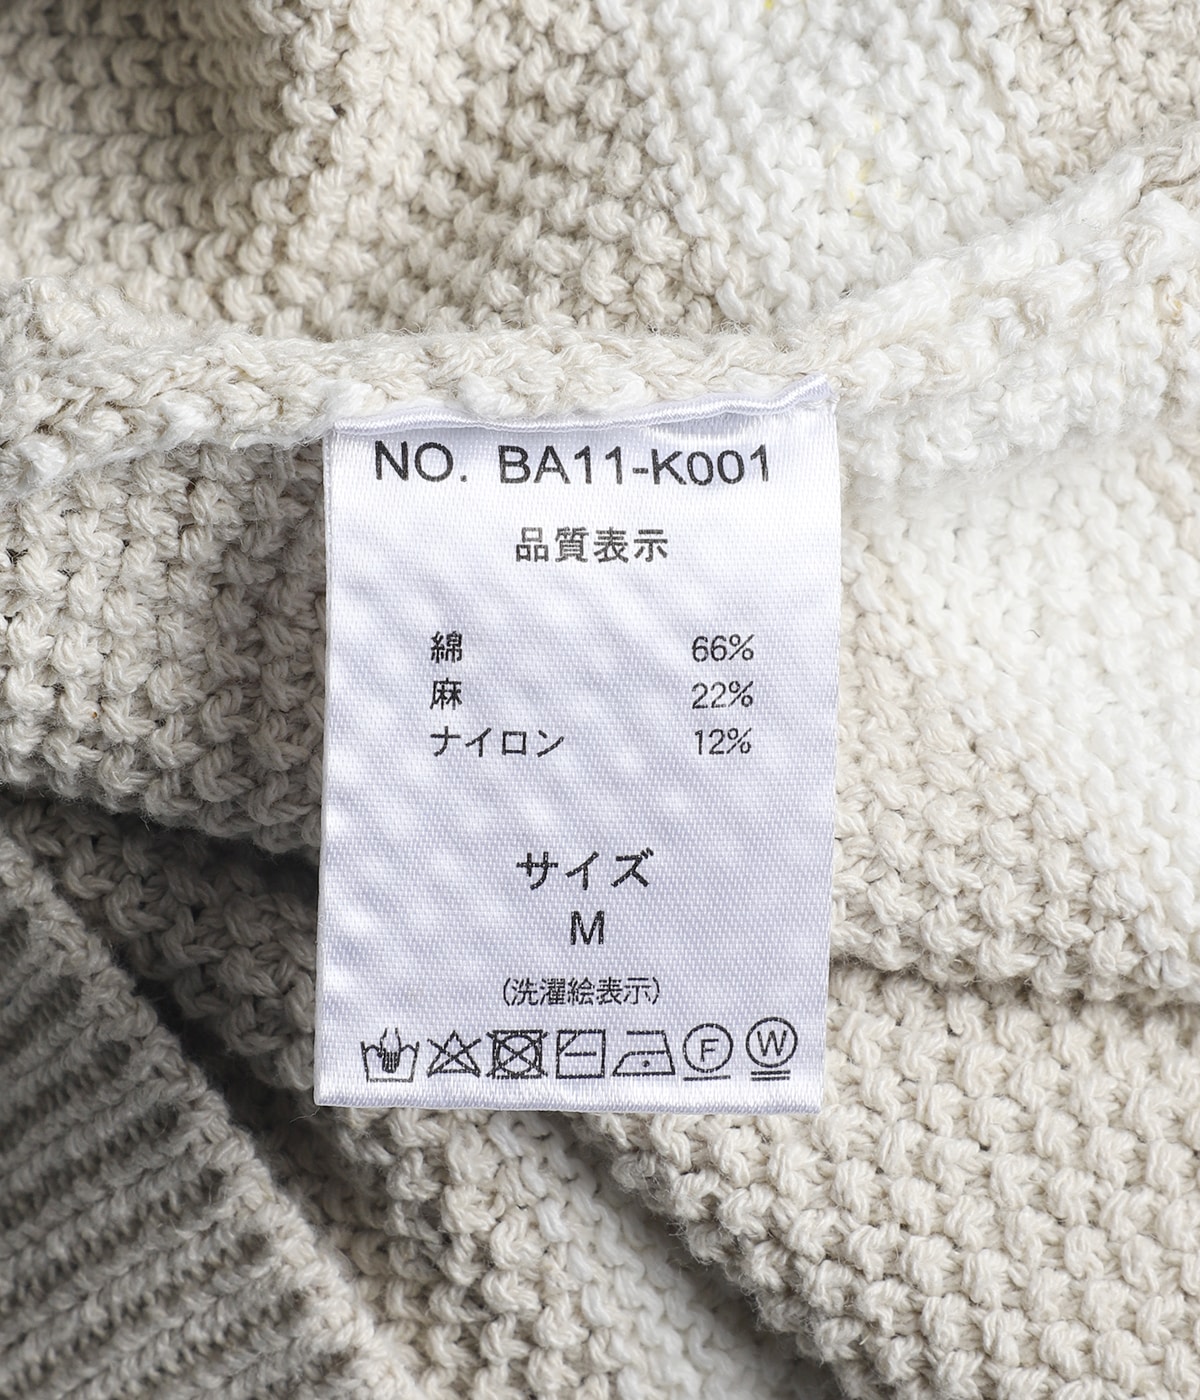 NO. BA11-K001
品質表示
綿 66%
麻 22%
ナイロン 12%
サイズ
M
(洗濯絵表示)
F W